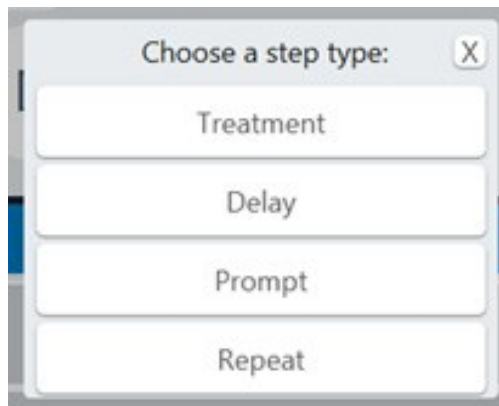 Choose a step type:
X
Treatment
Delay
Prompt
Repeat